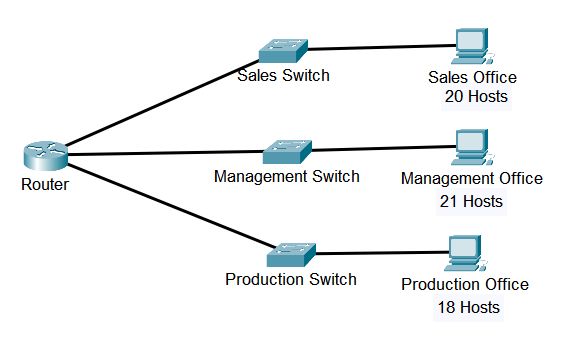 Sales Switch
Sales Office
20 Hosts
Router
Management Switch
Management Office
21 Hosts
Production Switch
Production Office
18 Hosts